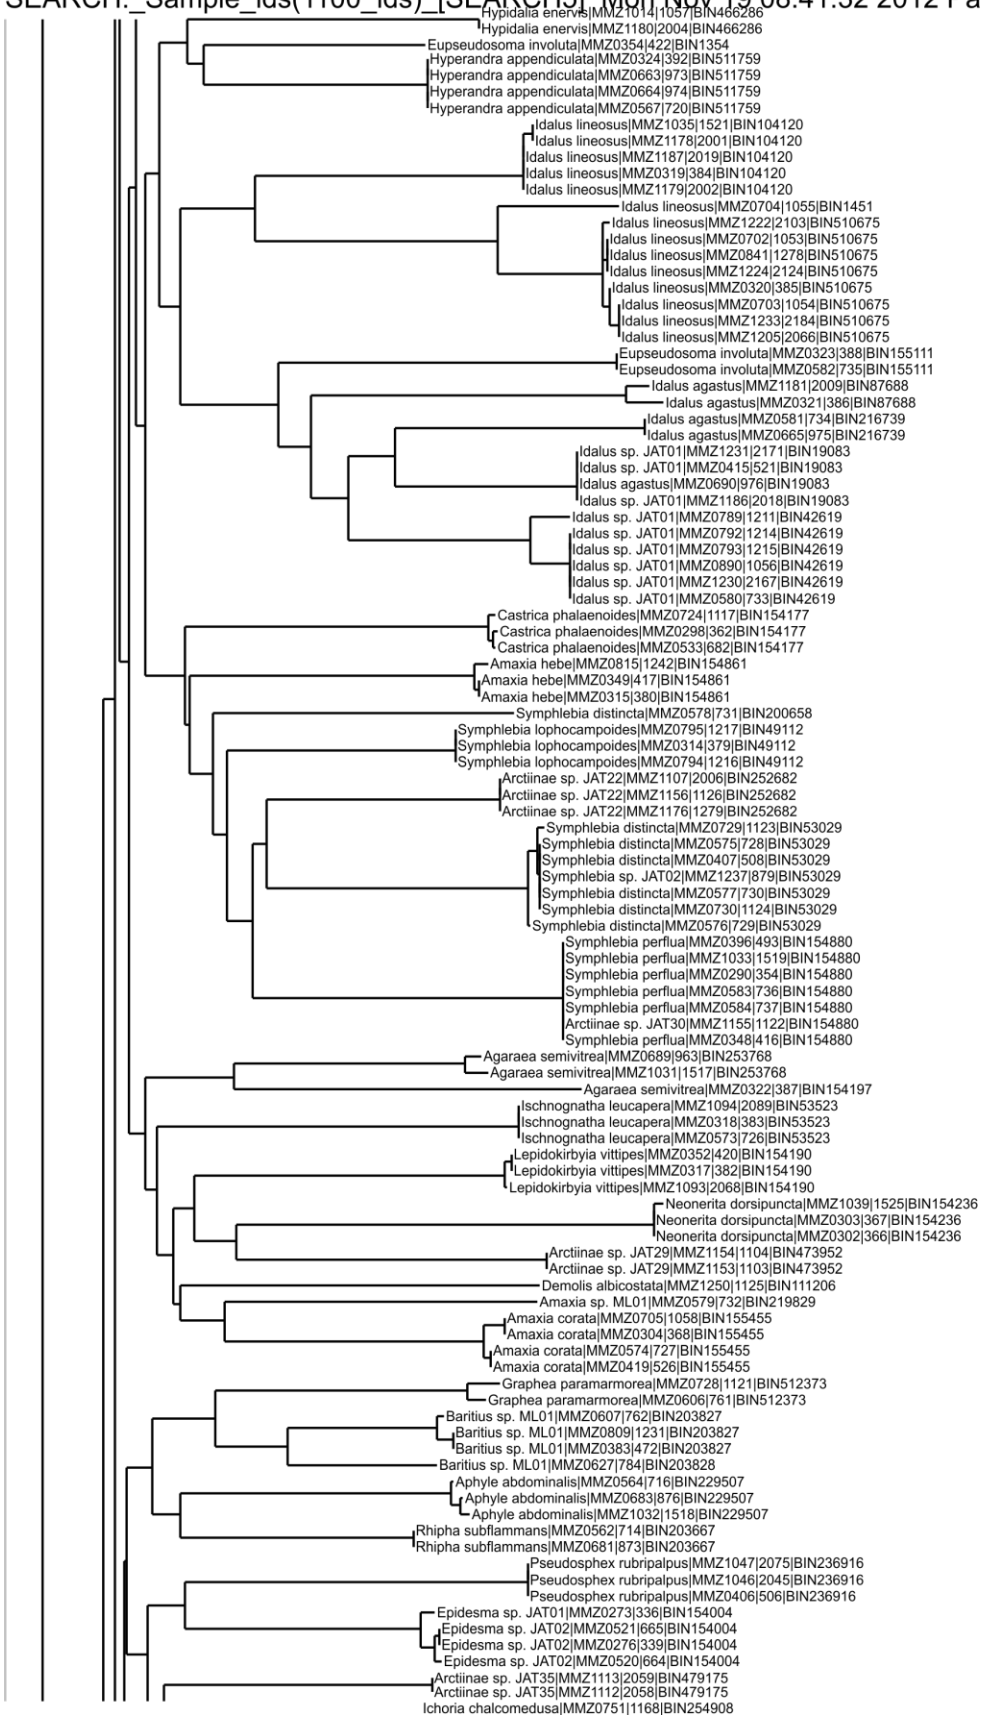 Hypidalia enervis|MMZ1014|1057|BIN466286
Hypidalia enervis|MMZ1180|2004|BIN466286
Eupseudosoma involuta|MMZ0354|422|BIN1354
Hyperandra appendiculata|MMZ0324|392|BIN511759
Hyperandra appendiculata|MMZ0663|973|BIN511759
Hyperandra appendiculata|MMZ0664|974|BIN511759
Hyperandra appendiculata|MMZ0567|720|BIN511759
Idalus lineosus|MMZ1035|1521|BIN104120
Idalus lineosus|MMZ1178|2001|BIN104120
Idalus lineosus|MMZ1187|2019|BIN104120
Idalus lineosus|MMZ0319|384|BIN104120
Idalus lineosus|MMZ1179|2002|BIN104120
Idalus lineosus|MMZ0704|1055|BIN1451
Idalus lineosus|MMZ1222|2103|BIN510675
Idalus lineosus|MMZ0702|1053|BIN510675
Idalus lineosus|MMZ0841|1278|BIN510675
Idalus lineosus|MMZ1224|2124|BIN510675
Idalus lineosus|MMZ0320|385|BIN510675
Idalus lineosus|MMZ0703|1054|BIN510675
Idalus lineosus|MMZ1233|2184|BIN510675
Idalus lineosus|MMZ1205|2066|BIN510675
Eupseudosoma involuta|MMZ0323|388|BIN155111
Eupseudosoma involuta|MMZ0582|735|BIN155111
Idalus agastus|MMZ1181|2009|BIN87688
Idalus agastus|MMZ0321|386|BIN87688
Idalus agastus|MMZ0581|734|BIN216739
Idalus agastus|MMZ0665|975|BIN216739
Idalus sp. JAT01|MMZ1231|2171|BIN19083
Idalus sp. JAT01|MMZ0415|521|BIN19083
Idalus agastus|MMZ0690|976|BIN19083
Idalus sp. JAT01|MMZ1186|2018|BIN19083
Idalus sp. JAT01|MMZ0789|1211|BIN42619
Idalus sp. JAT01|MMZ0792|1214|BIN42619
Idalus sp. JAT01|MMZ0793|1215|BIN42619
Idalus sp. JAT01|MMZ0890|1056|BIN42619
Idalus sp. JAT01|MMZ1230|2167|BIN42619
Idalus sp. JAT01|MMZ0580|733|BIN42619
Castrica phalaenoides|MMZ0724|1117|BIN154177
Castrica phalaenoides|MMZ0298|362|BIN154177
Castrica phalaenoides|MMZ0533|682|BIN154177
Amaxia hebe|MMZ0815|1242|BIN154861
Amaxia hebe|MMZ0349|417|BIN154861
Amaxia hebe|MMZ0315|380|BIN154861
Symphlebia distincta|MMZ0578|731|BIN200658
Symphlebia lophocampoides|MMZ0795|1217|BIN49112
Symphlebia lophocampoides|MMZ0314|379|BIN49112
Symphlebia lophocampoides|MMZ0794|1216|BIN49112
Arctiinae sp. JAT22|MMZ1107|2006|BIN252682
Arctiinae sp. JAT22|MMZ1156|1126|BIN252682
Arctiinae sp. JAT22|MMZ1176|1279|BIN252682
Symphlebia distincta|MMZ0729|1123|BIN53029
Symphlebia distincta|MMZ0575|728|BIN53029
Symphlebia distincta|MMZ0407|508|BIN53029
Symphlebia sp. JAT02|MMZ1237|879|BIN53029
Symphlebia distincta|MMZ0577|730|BIN53029
Symphlebia distincta|MMZ0730|1124|BIN53029
Symphlebia distincta|MMZ0576|729|BIN53029
Symphlebia perflua|MMZ0396|493|BIN154880
Symphlebia perflua|MMZ1033|1519|BIN154880
Symphlebia perflua|MMZ0290|354|BIN154880
Symphlebia perflua|MMZ0583|736|BIN154880
Symphlebia perflua|MMZ0584|737|BIN154880
Arctiinae sp. JAT30|MMZ1155|1122|BIN154880
Symphlebia perflua|MMZ0348|416|BIN154880
Agaraea semivitrea|MMZ0689|963|BIN253768
Agaraea semivitrea|MMZ1031|1517|BIN253768
Agaraea semivitrea|MMZ0322|387|BIN154197
Ischnognatha leucapera|MMZ1094|2089|BIN53523
Ischnognatha leucapera|MMZ0318|383|BIN53523
Ischnognatha leucapera|MMZ0573|726|BIN53523
Lepidokirbyia vittipes|MMZ0352|420|BIN154190
Lepidokirbyia vittipes|MMZ0317|382|BIN154190
Lepidokirbyia vittipes|MMZ1093|2068|BIN154190
Neonerita dorsipuncta|MMZ1039|1525|BIN154236
Neonerita dorsipuncta|MMZ0303|367|BIN154236
Neonerita dorsipuncta|MMZ0302|366|BIN154236
Arctiinae sp. JAT29|MMZ1154|1104|BIN473952
Arctiinae sp. JAT29|MMZ1153|1103|BIN473952
Demolis albicostata|MMZ1250|1125|BIN111206
Amaxia sp. ML01|MMZ0579|732|BIN219829
Amaxia corata|MMZ0705|1058|BIN155455
Amaxia corata|MMZ0304|368|BIN155455
Amaxia corata|MMZ0574|727|BIN155455
Amaxia corata|MMZ0419|526|BIN155455
Graphea paramarmorea|MMZ0728|1121|BIN512373
Graphea paramarmorea|MMZ0606|761|BIN512373
Baritius sp. ML01|MMZ0607|762|BIN203827
Baritius sp. ML01|MMZ0809|1231|BIN203827
Baritius sp. ML01|MMZ0383|472|BIN203827
Baritius sp. ML01|MMZ0627|784|BIN203828
Aphyle abdominalis|MMZ0564|716|BIN229507
Aphyle abdominalis|MMZ0683|876|BIN229507
Aphyle abdominalis|MMZ1032|1518|BIN229507
Rhipha subflammans|MMZ0562|714|BIN203667
Rhipha subflammans|MMZ0681|873|BIN203667
Pseudosphex rubripalpus|MMZ1047|2075|BIN236916
Pseudosphex rubripalpus|MMZ1046|2045|BIN236916
Pseudosphex rubripalpus|MMZ0406|506|BIN236916
Epidesma sp. JAT01|MMZ0273|336|BIN154004
Epidesma sp. JAT02|MMZ0521|665|BIN154004
Epidesma sp. JAT02|MMZ0276|339|BIN154004
Epidesma sp. JAT02|MMZ0520|664|BIN154004
Arctiinae sp. JAT35|MMZ1113|2059|BIN479175
Arctiinae sp. JAT35|MMZ1112|2058|BIN479175
Ichoria chalcomedusa|MMZ0751|1168|BIN254908